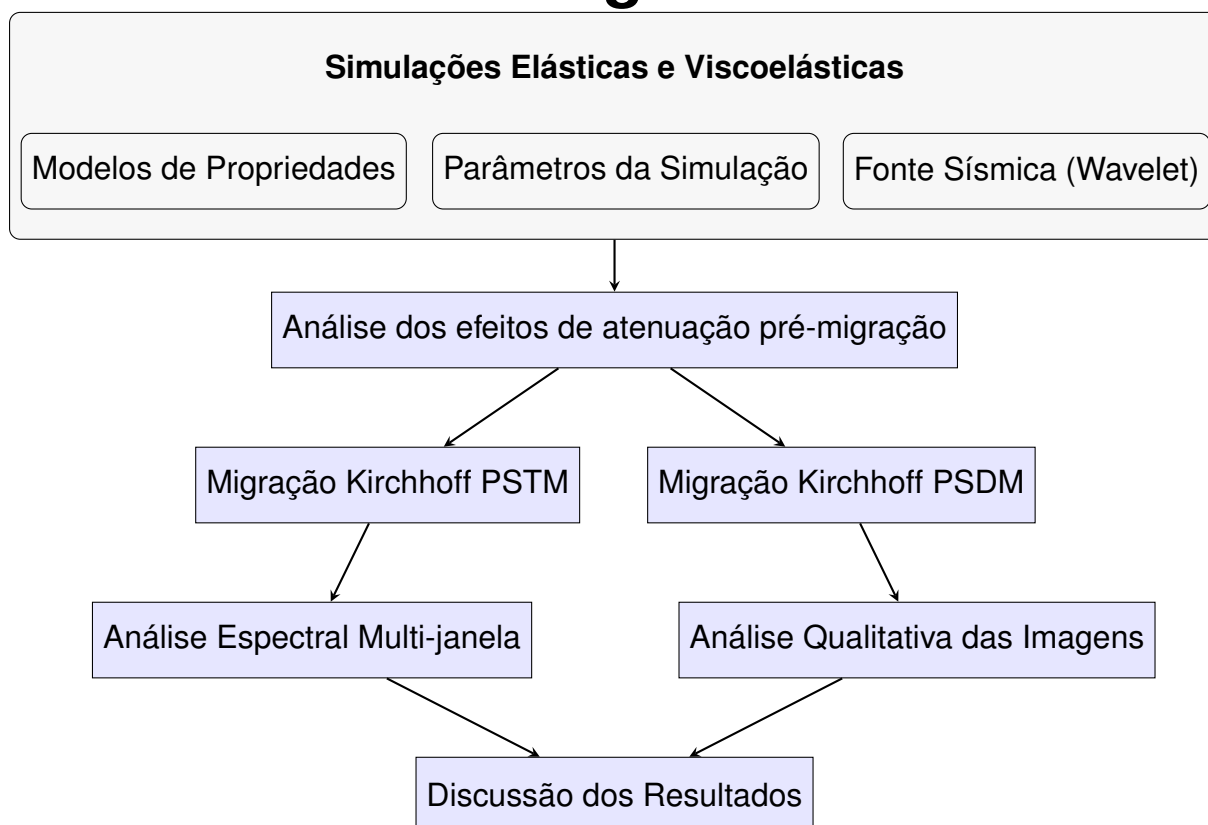 Simulações Elásticas e Viscoelásticas
Modelos de Propriedades
Parâmetros da Simulação
Fonte Sísmica (Wavelet)
Análise dos efeitos de atenuação pré-migração
Migração Kirchhoff PSTM
Migração Kirchhoff PSDM
Análise Espectral Multi-janela
Análise Qualitativa das Imagens
Discussão dos Resultados